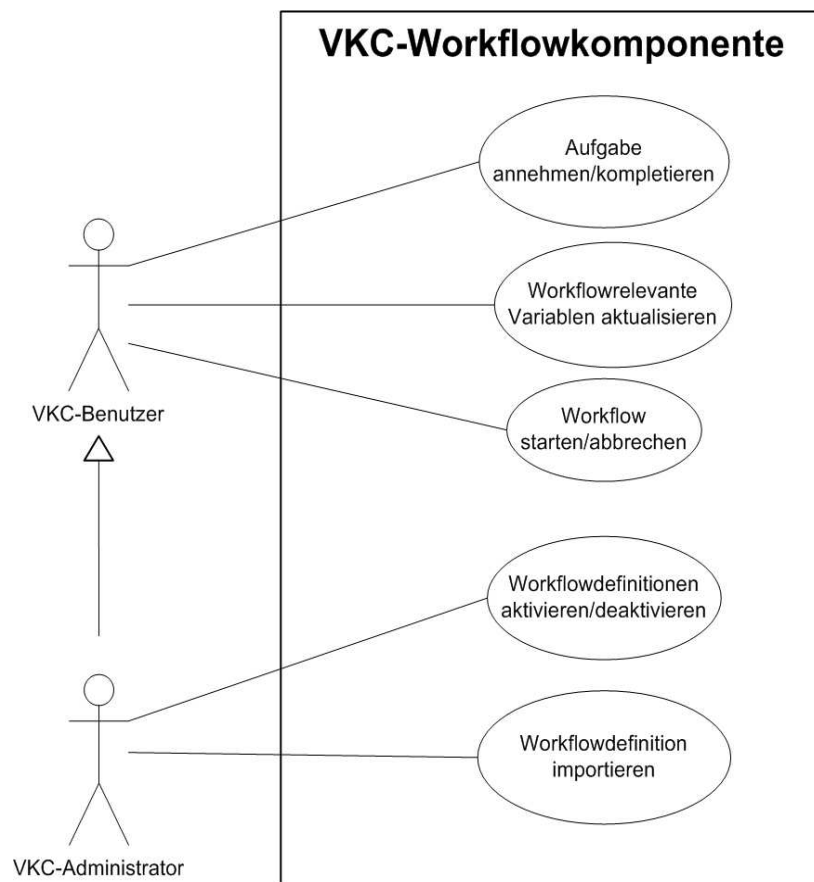 VKC-Workflowkomponente
Aufgabe
annehmen/kompletieren
Workflowrelevante
Variablen aktualisieren
VKC-Benutzer
Workflow
starten/abbrechen
Workflowdefinitionen
aktivieren/deaktivieren
Workflowdefinition
importieren
VKC-Administrator